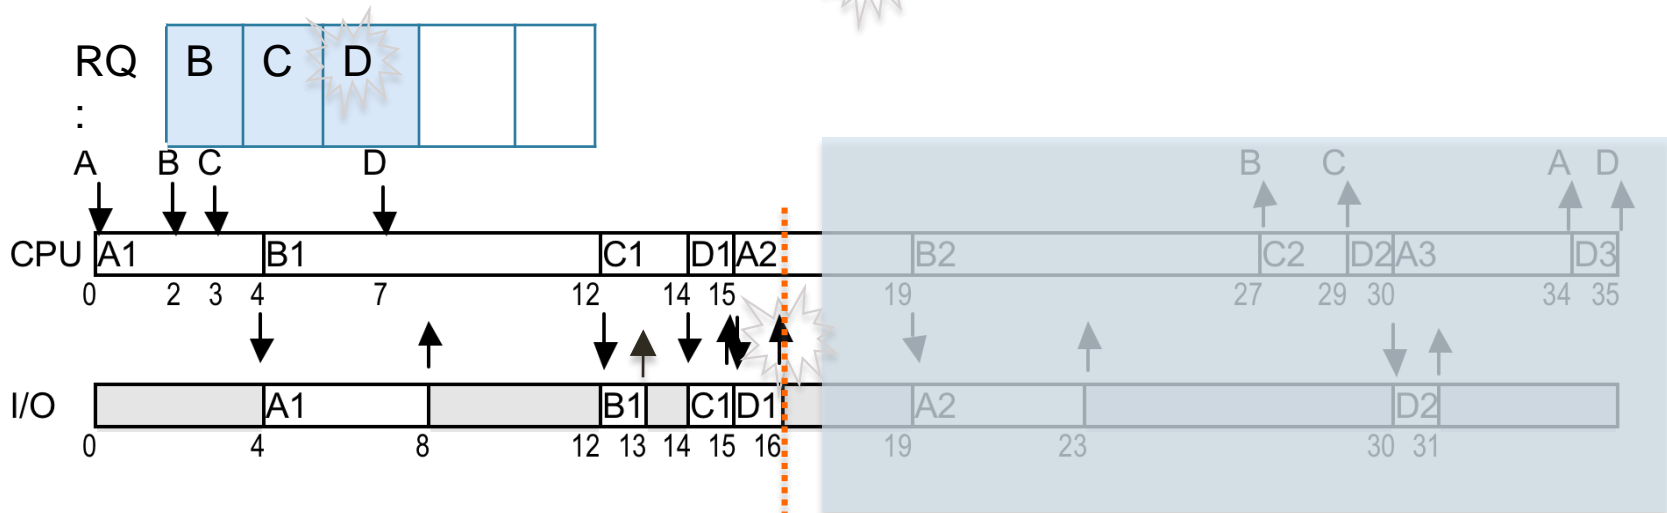 RQ B C D
:
A B C D B C A D
CPU A1 B1 C1 D1 A2 B2 C2 D2 A3 D3
0 2 3 4 7 12 14 15 19 27 29 30 34 35
I/O A1 B1 C1 D1 A2 D2
0 4 8 12 13 14 15 16 19 23 30 31